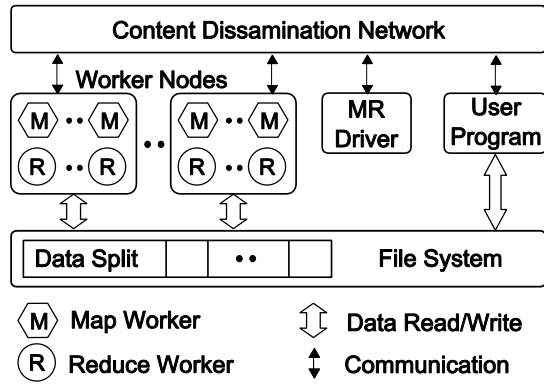 Content Dissamination Network
Worker Nodes
M •• M •• M •• M
R •• R R •• R
MR
Driver
User
Program
Data Split •• File System
M Map Worker
Data Read/Write
R Reduce Worker
Communication